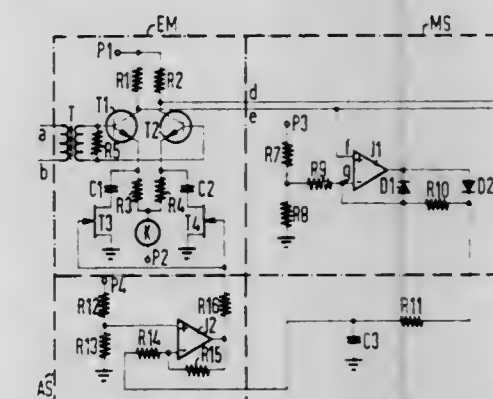 EM
MS
P1
R1
R2
d
e
T1
T
T2
a
R5
b
P3
f
J1
R7
R9
g
D1
R10
D2
C1
C2
R3
R4
R8
T3
K
T4
P2
P4
R12
R16
J2
R11
R13
R14
R15
C3
AS